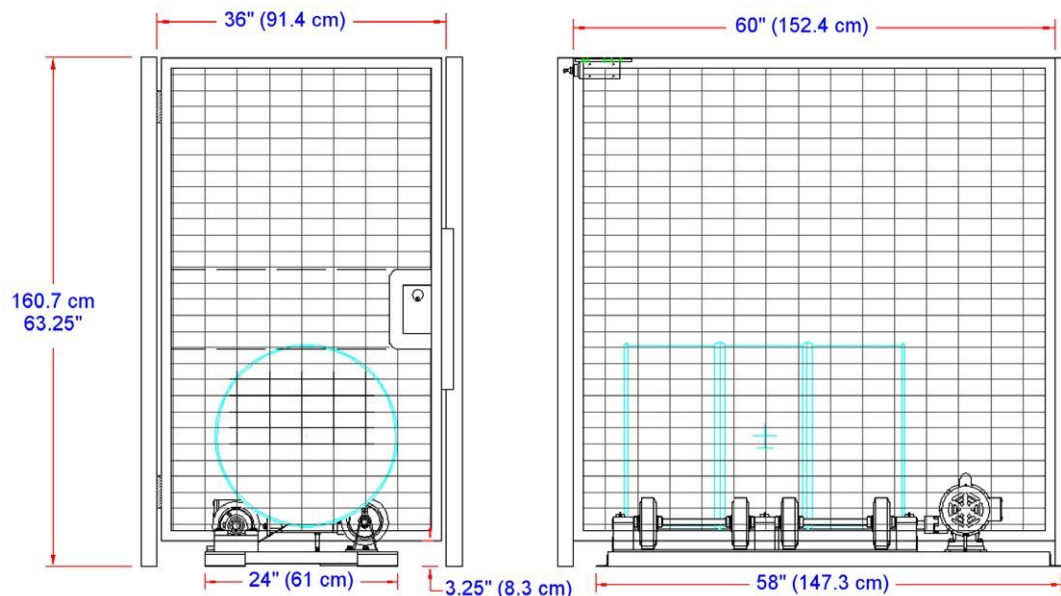 36" (91.4 cm)
60" (152.4 cm)
160.7 cm
63.25"
24" (61 cm)
3.25" (8.3 cm)
58" (147.3 cm)